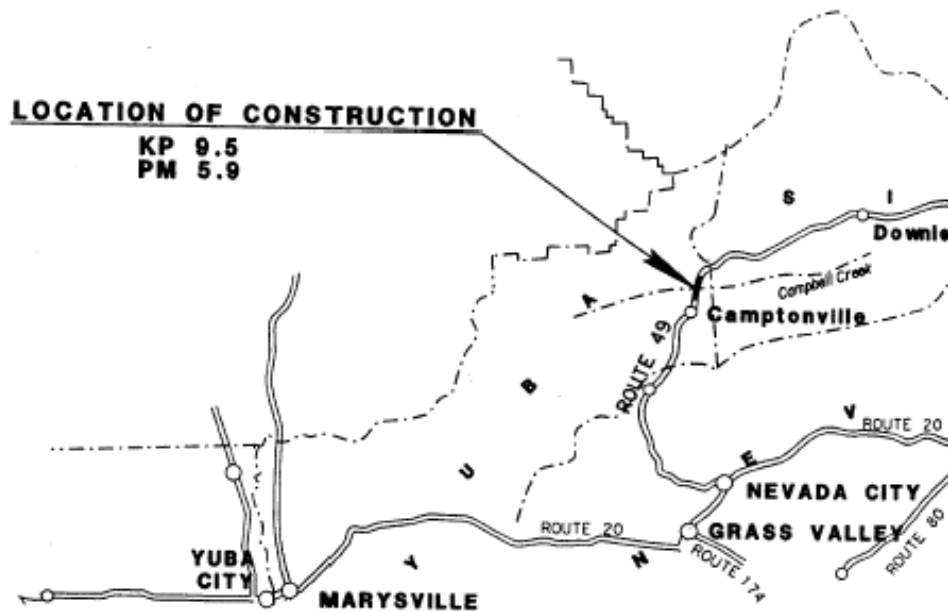 LOCATION OF CONSTRUCTION
KP 9.5
PM 5.9
S I
Downie
A
Campbell Creek
Camptonville
ROUTE 49
B
V
ROUTE 20
E
U
NEVADA CITY
ROUTE 20
GRASS VALLEY
ROUTE 80
YUBA
CITY
Y
N
ROUTE 174
MARYSVILLE